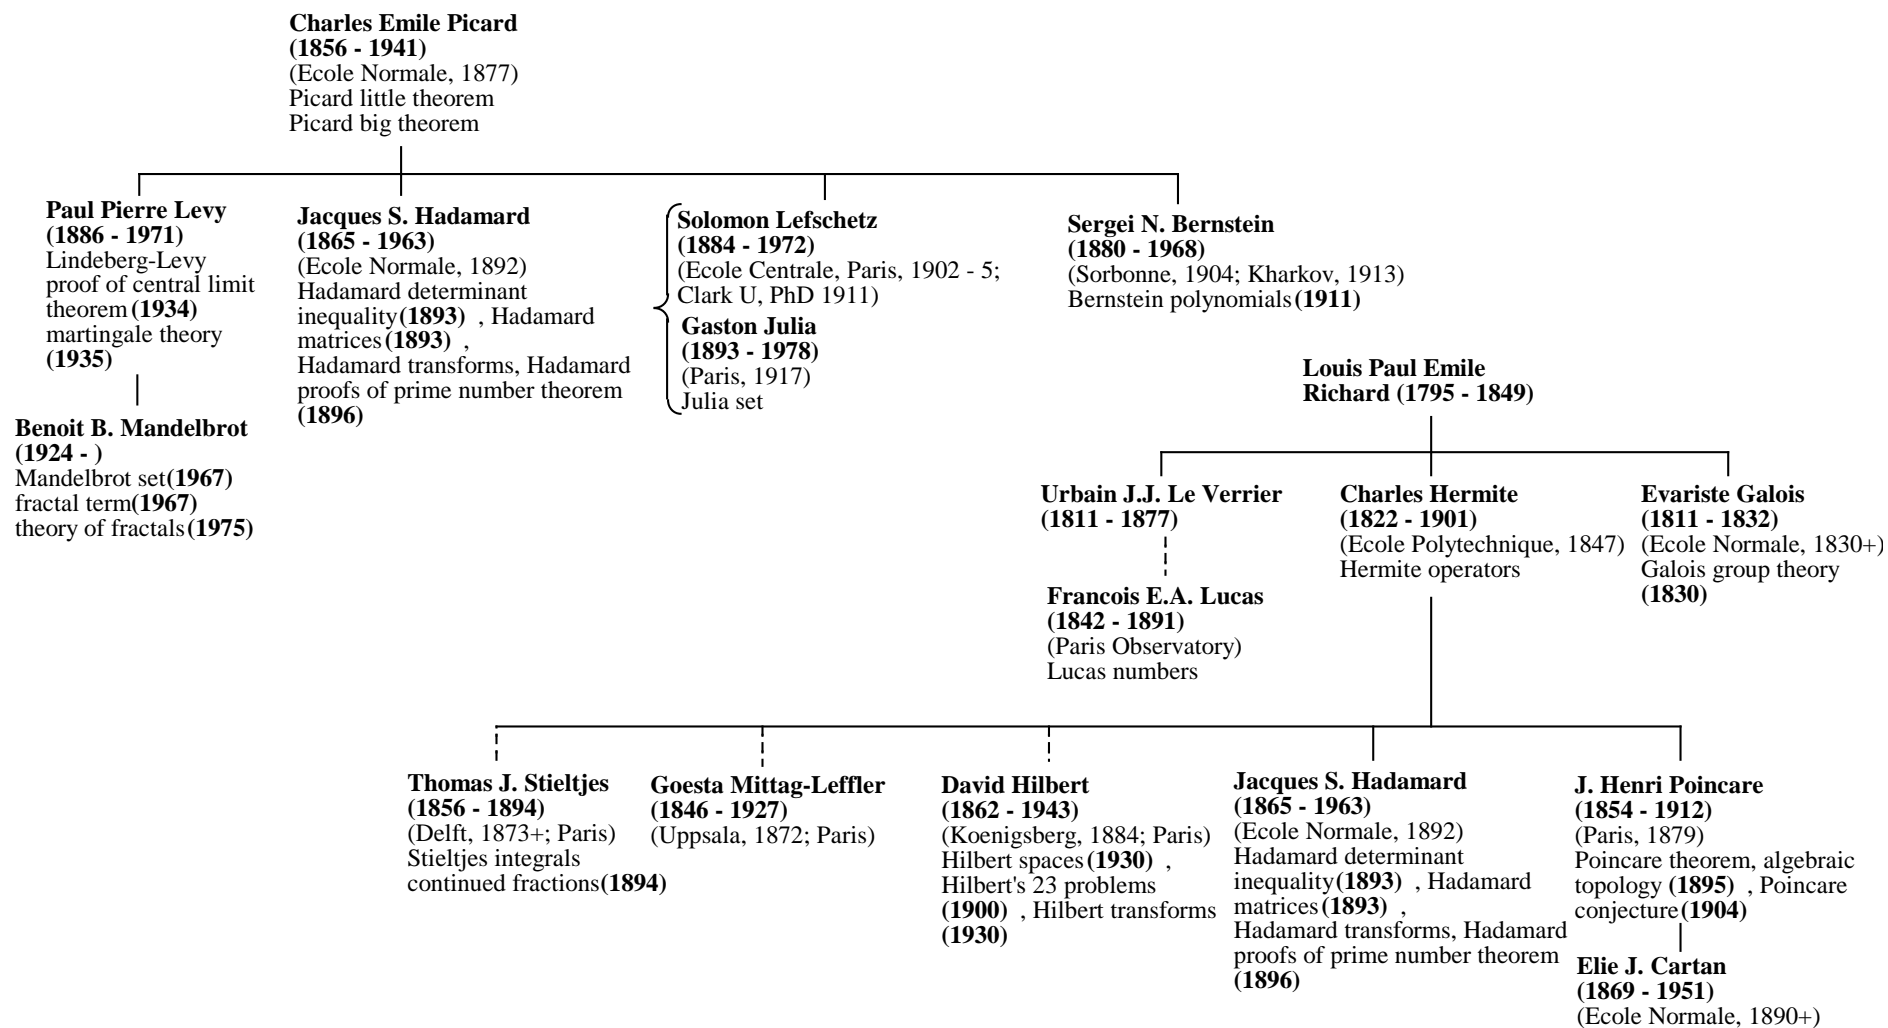 Charles Emile Picard
(1856 - 1941)
(Ecole Normale, 1877)
Picard little theorem
Picard big theorem
Paul Pierre Levy
(1886 - 1971)
Lindeberg-Levy
proof of central limit
theorem (1934)
martingale theory
(1935)
Benoit B. Mandelbrot
(1924 - )
Mandelbrot set(1967)
fractal term(1967)
theory of fractals(1975)
Jacques S. Hadamard
(1865 - 1963)
(Ecole Normale, 1892)
Hadamard determinant
inequality(1893) , Hadamard
matrices(1893) ,
Hadamard transforms, Hadamard
proofs of prime number theorem
(1896)
Solomon Lefschetz
(1884 - 1972)
(Ecole Centrale, Paris, 1902 - 5;
Clark U, PhD 1911)
Gaston Julia
(1893 - 1978)
(Paris, 1917)
Julia set
Sergei N. Bernstein
(1880 - 1968)
(Sorbonne, 1904; Kharkov, 1913)
Bernstein polynomials(1911)
Louis Paul Emile
Richard (1795 - 1849)
Urbain J.J. Le Verrier
(1811 - 1877)
Francois E.A. Lucas
(1842 - 1891)
(Paris Observatory)
Lucas numbers
Charles Hermite
(1822 - 1901)
(Ecole Polytechnique, 1847)
Hermite operators
Evariste Galois
(1811 - 1832)
(Ecole Normale, 1830+)
Galois group theory
(1830)
Thomas J. Stieltjes
(1856 - 1894)
(Delft, 1873+; Paris)
Stieltjes integrals
continued fractions(1894)
Goesta Mittag-Leffler
(1846 - 1927)
(Uppsala, 1872; Paris)
David Hilbert
(1862 - 1943)
(Koenigsberg, 1884; Paris)
Hilbert spaces(1930) ,
Hilbert's 23 problems
(1900) , Hilbert transforms
(1930)
Jacques S. Hadamard
(1865 - 1963)
(Ecole Normale, 1892)
Hadamard determinant
inequality(1893) , Hadamard
matrices(1893) ,
Hadamard transforms, Hadamard
proofs of prime number theorem
(1896)
J. Henri Poincare
(1854 - 1912)
(Paris, 1879)
Poincare theorem, algebraic
topology (1895) , Poincare
conjecture(1904)
Elie J. Cartan
(1869 - 1951)
(Ecole Normale, 1890+)